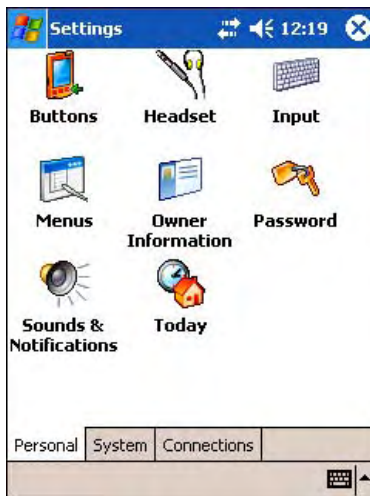 Settings 12:19
Buttons Headset Input
Menus Owner Password
Information
Sounds & Today
Notifications
Personal System Connections